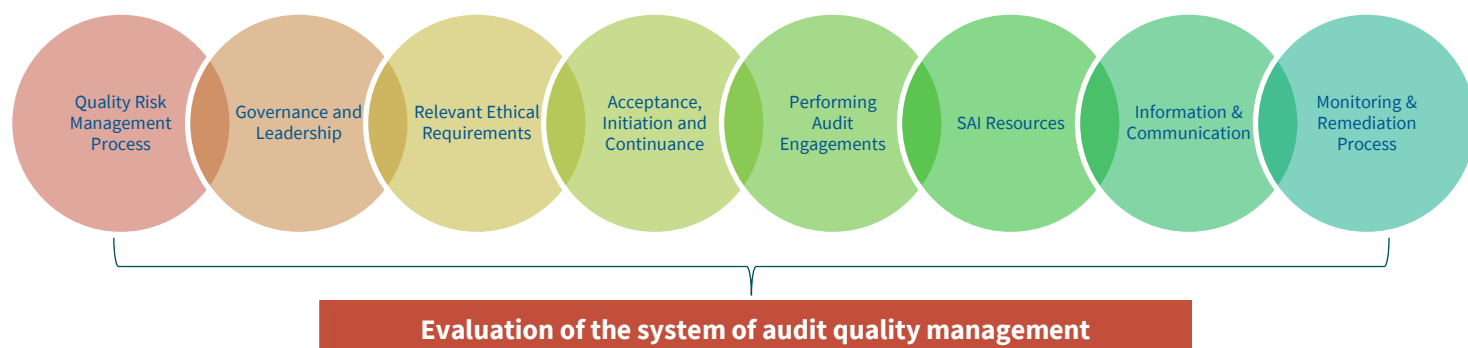 Quality Risk
Management
Process
Governance and
Leadership
Relevant Ethical
Requirements
Acceptance,
Initiation and
Continuance
Performing
Audit
Engagements
SAI Resources
Information &
Communication
Monitoring &
Remediation
Process
Evaluation of the system of audit quality management